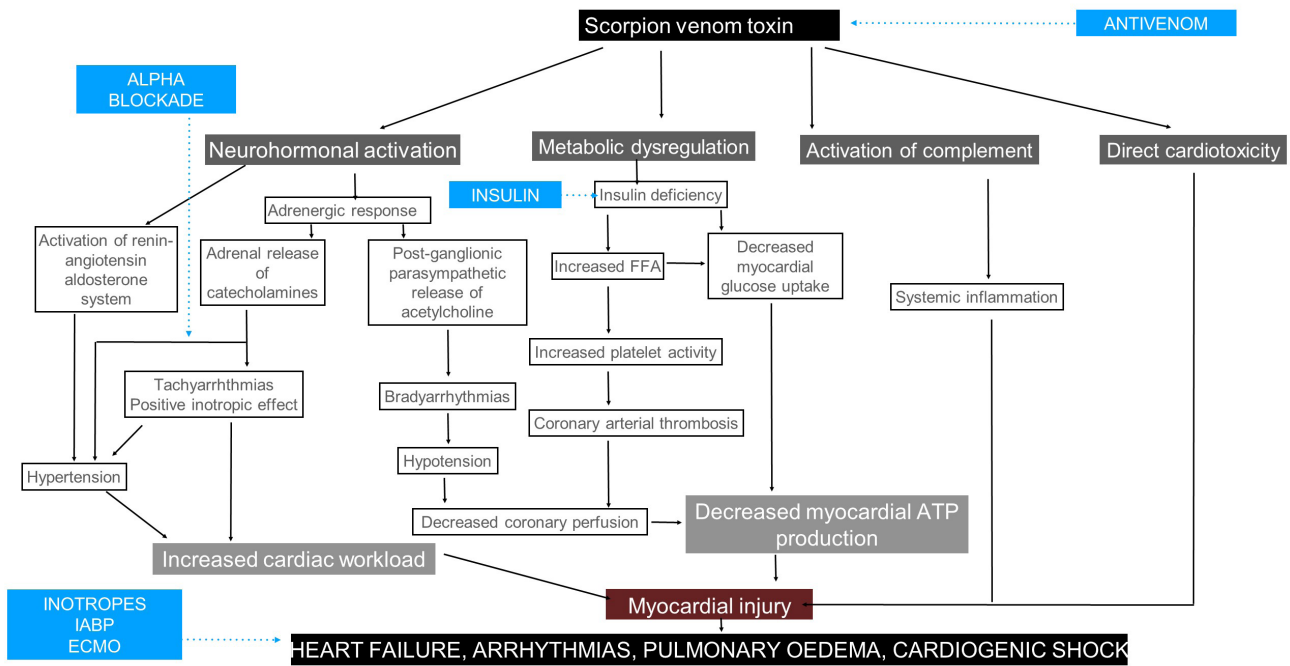 Scorpion venom toxin
ANTIVENOM
ALPHA
BLOCKADE
Neurohormonal activation
Metabolic dysregulation
Activation of complement
Direct cardiotoxicity
INSULIN
Insulin deficiency
Adrenergic response
Activation of renin-
angiotensin
aldosterone
system
Adrenal release
of
catecholamines
Post-ganglionic
parasympathetic
release of
acetylcholine
Increased FFA
Decreased
myocardial
glucose uptake
Systemic inflammation
Increased platelet activity
Tachyarrhthmias
Positive inotropic effect
Bradyarrhythmias
Coronary arterial thrombosis
Hypertension
Hypotension
Decreased coronary perfusion
Decreased myocardial ATP
production
Increased cardiac workload
Myocardial injury
INOTROPES
IABP
ECMO
HEART FAILURE, ARRHYTHMIAS, PULMONARY OEDEMA, CARDIOGENIC SHOCK